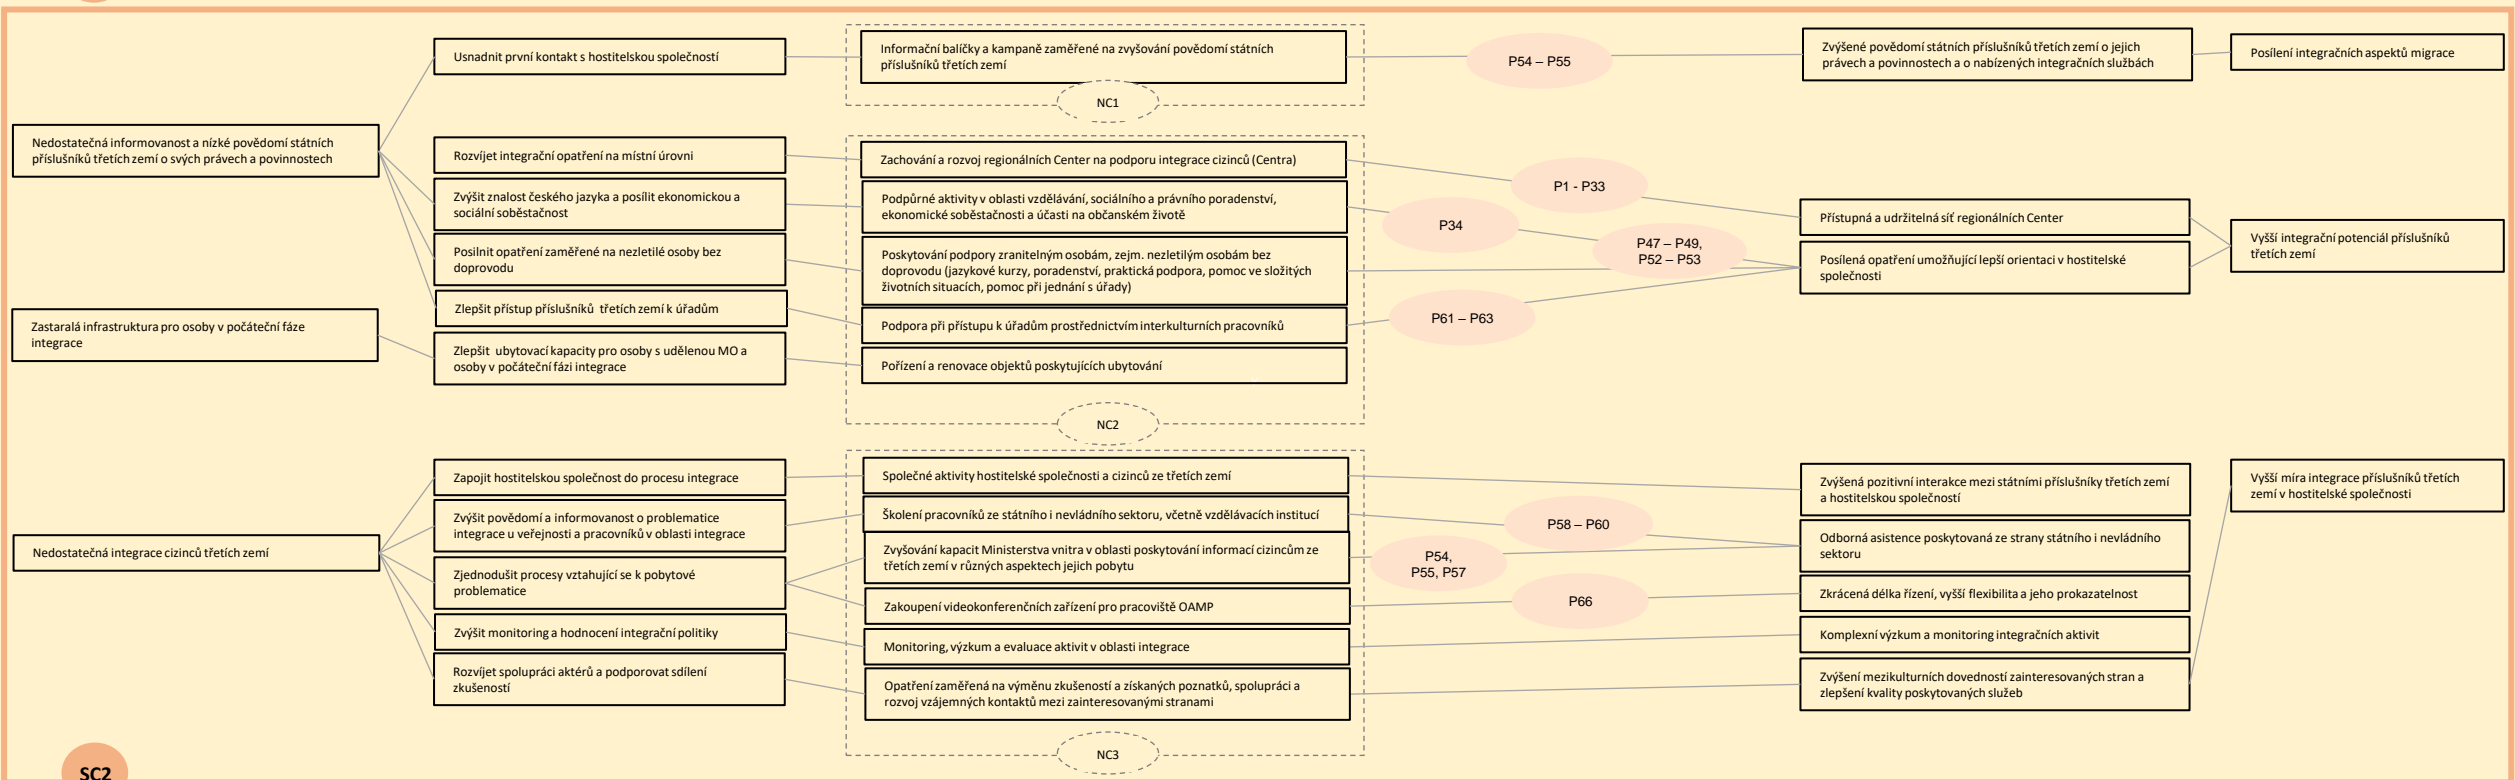 Nedostatečná informovanost a nízké povědomí státních
příslušníků třetích zemí o svých právech a povinnostech
Zastaralá infrastruktura pro osoby v počáteční fáze
integrace
Nedostatečná integrace cizinců třetích zemí
Usnadnit první kontakt s hostitelskou společností
Rozvíjet integrační opatření na místní úrovni
Zvýšit znalost českého jazyka a posílit ekonomickou a
sociální soběstačnost
Posilnit opatření zaměřené na nezletilé osoby bez
doprovodu
Zlepšit přístup příslušníků třetích zemí k úřadům
Zlepšit ubytovací kapacity pro osoby s udělenou MO a
osoby v počáteční fázi integrace
Zapojit hostitelskou společnost do procesu integrace
Zvýšit povědomí a informovanost o problematice
integrace u veřejnosti a pracovníků v oblasti integrace
Zjednodušit procesy vztahující se k pobytové
problematice
Zvýšit monitoring a hodnocení integrační politiky
Rozvíjet spolupráci aktérů a podporovat sdílení
zkušeností
Informační balíčky a kampaně zaměřené na zvyšování povědomí státních
příslušníků třetích zemí
NC1
Zachování a rozvoj regionálních Center na podporu integrace cizinců (Centra)
Podpůrné aktivity v oblasti vzdělávání, sociálního a právního poradenství,
ekonomické soběstačnosti a účasti na občanském životě
Poskytování podpory zranitelným osobám, zejm. nezletilým osobám bez
doprovodu (jazykové kurzy, poradenství, praktická podpora, pomoc ve složitých
životních situacích, pomoc při jednání s úřady)
Podpora při přístupu k úřadům prostřednictvím interkulturních pracovníků
Pořízení a renovace objektů poskytujících ubytování
NC2
Společné aktivity hostitelské společnosti a cizinců ze třetích zemí
Školení pracovníků ze státního i nevládního sektoru, včetně vzdělávacích institucí
Zvyšování kapacit Ministerstva vnitra v oblasti poskytování informací cizincům ze
třetích zemí v různých aspektech jejich pobytu
Zakoupení videokonferenčních zařízení pro pracoviště OAMP
Monitoring, výzkum a evaluace aktivit v oblasti integrace
Opatření zaměřená na výměnu zkušeností a získaných poznatků, spolupráci a
rozvoj vzájemných kontaktů mezi zainteresovanými stranami
NC3
P54 – P55
P1 - P33
P34
P47 – P49,
P52 – P53
P61 – P63
P58 – P60
P54,
P55, P57
P66
Zvýšené povědomí státních příslušníků třetích zemí o jejich
právech a povinnostech a o nabízených integračních službách
Přístupná a udržitelná síť regionálních Center
Posílená opatření umožňující lepší orientaci v hostitelské
společnosti
Zvýšená pozitivní interakce mezi státními příslušníky třetích zemí
a hostitelskou společností
Odborná asistence poskytovaná ze strany státního i nevládního
sektoru
Zkrácená délka řízení, vyšší flexibilita a jeho prokazatelnost
Komplexní výzkum a monitoring integračních aktivit
Zvýšení mezikulturních dovedností zainteresovaných stran a
zlepšení kvality poskytovaných služeb
Posílení integračních aspektů migrace
Vyšší integrační potenciál příslušníků
třetích zemí
Vyšší míra integrace příslušníků třetích
zemí v hostitelské společnosti
SC2